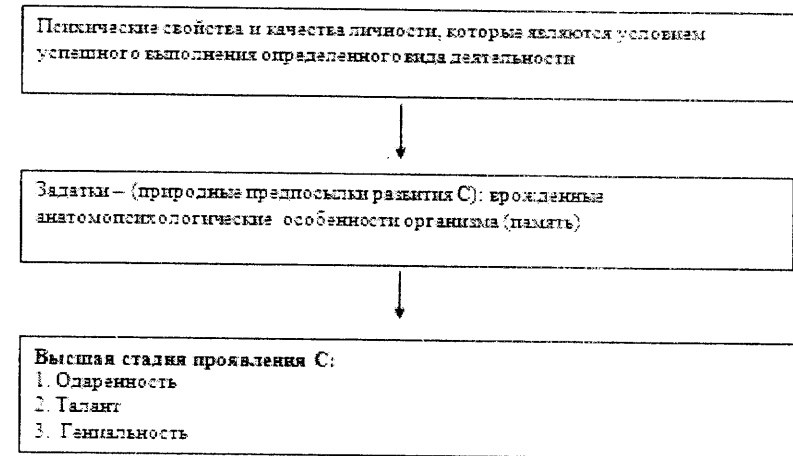 Психические свойства и качества личности, которые являются условием
успешного выполнения определенного вида деятельности
Задатки – (природные предпосылки развития С): врожденные
анатомопсихологические особенности организма (память)
Высшая стадия проявления С:
1. Одаренность
2. Талант
3. Гениальность